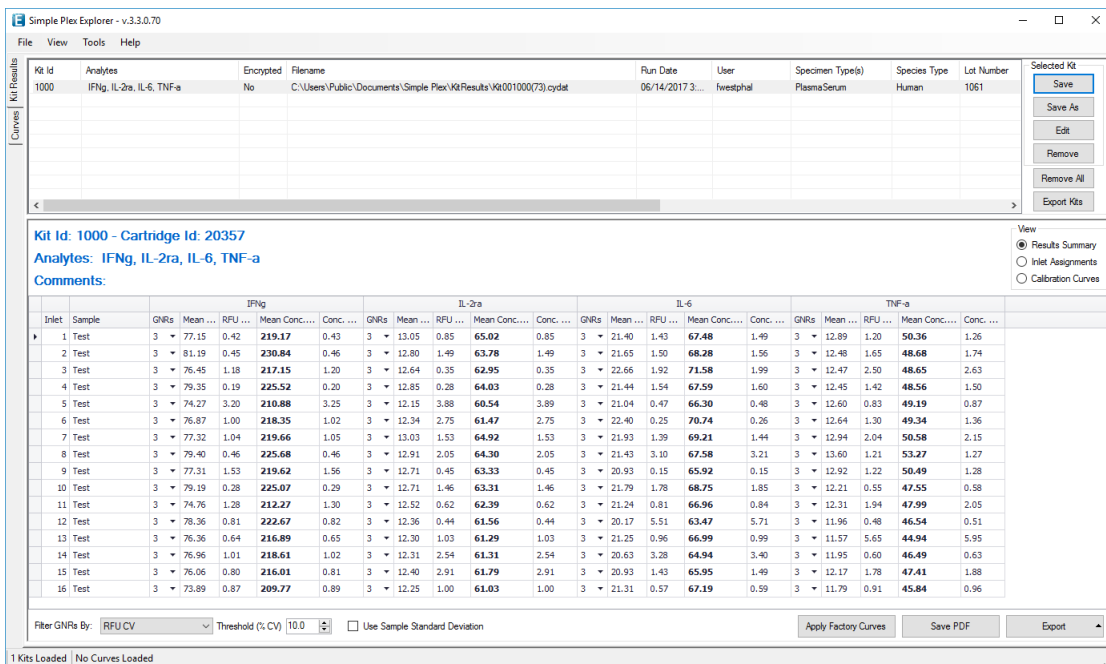 Simple Plex Explorer - v.3.3.0.70
File View Tools Help
Kit Results
Curves
Kit Id Analytes Encrypted Filename Run Date User Specimen Type(s) Species Type Lot Number
1000 IFNg, IL-2ra, IL-6, TNF-a No C:\Users\Public\Documents\Simple Plex\KitResults\Kit001000(73).cydat 06/14/2017 3:... fwestphal PlasmaSerum Human 1061
Selected Kit
Save
Save As
Edit
Remove
Remove All
Export Kits
Kit Id: 1000 - Cartridge Id: 20357
Analytes: IFNg, IL-2ra, IL-6, TNF-a
Comments:
View
Results Summary
Inlet Assignments
Calibration Curves
IFNg IL-2ra IL-6 TNF-a
Inlet Sample GNRs Mean ... RFU ... Mean Conc.... Conc. ... GNRs Mean ... RFU ... Mean Conc.... Conc. ... GNRs Mean ... RFU ... Mean Conc.... Conc. ... GNRs Mean ... RFU ... Mean Conc.... Conc. ...
1 Test 3 77.15 0.42 219.17 0.43 3 13.05 0.85 65.02 0.85 3 21.40 1.43 67.48 1.49 3 12.89 1.20 50.36 1.26
2 Test 3 81.19 0.45 230.84 0.46 3 12.80 1.49 63.78 1.49 3 21.65 1.50 68.28 1.56 3 12.48 1.65 48.68 1.74
3 Test 3 76.45 1.18 217.15 1.20 3 12.64 0.35 62.95 0.35 3 22.66 1.92 71.58 1.99 3 12.47 2.50 48.65 2.63
4 Test 3 79.35 0.19 225.52 0.20 3 12.85 0.28 64.03 0.28 3 21.44 1.54 67.59 1.60 3 12.45 1.42 48.56 1.50
5 Test 3 74.27 3.20 210.88 3.25 3 12.15 3.88 60.54 3.89 3 21.04 0.47 66.30 0.48 3 12.60 0.83 49.19 0.87
6 Test 3 76.87 1.00 218.35 1.02 3 12.34 2.75 61.47 2.75 3 22.40 0.25 70.74 0.26 3 12.64 1.30 49.34 1.36
7 Test 3 77.32 1.04 219.66 1.05 3 13.03 1.53 64.92 1.53 3 21.93 1.39 69.21 1.44 3 12.94 2.04 50.58 2.15
8 Test 3 79.40 0.46 225.68 0.46 3 12.91 2.05 64.30 2.05 3 21.43 3.10 67.58 3.21 3 13.60 1.21 53.27 1.27
9 Test 3 77.31 1.53 219.62 1.56 3 12.71 0.45 63.33 0.45 3 20.93 0.15 65.92 0.15 3 12.92 1.22 50.49 1.28
10 Test 3 79.19 0.28 225.07 0.29 3 12.71 1.46 63.31 1.46 3 21.79 1.78 68.75 1.85 3 12.21 0.55 47.55 0.58
11 Test 3 74.76 1.28 212.27 1.30 3 12.52 0.62 62.39 0.62 3 21.24 0.81 66.96 0.84 3 12.31 1.94 47.99 2.05
12 Test 3 78.36 0.81 222.67 0.82 3 12.36 0.44 61.56 0.44 3 20.17 5.51 63.47 5.71 3 11.96 0.48 46.54 0.51
13 Test 3 76.36 0.64 216.89 0.65 3 12.30 1.03 61.29 1.03 3 21.25 0.96 66.99 0.99 3 11.57 5.65 44.94 5.95
14 Test 3 76.96 1.01 218.61 1.02 3 12.31 2.54 61.31 2.54 3 20.63 3.28 64.94 3.40 3 11.95 0.60 46.49 0.63
15 Test 3 76.06 0.80 216.01 0.81 3 12.40 2.91 61.79 2.91 3 20.93 1.43 65.95 1.49 3 12.17 1.78 47.41 1.88
16 Test 3 73.89 0.87 209.77 0.89 3 12.25 1.00 61.03 1.00 3 21.31 0.57 67.19 0.59 3 11.79 0.91 45.84 0.96
Filter GNRs By: RFU CV Threshold (% CV) 10.0 Use Sample Standard Deviation Apply Factory Curves Save PDF Export
1 Kits Loaded No Curves Loaded